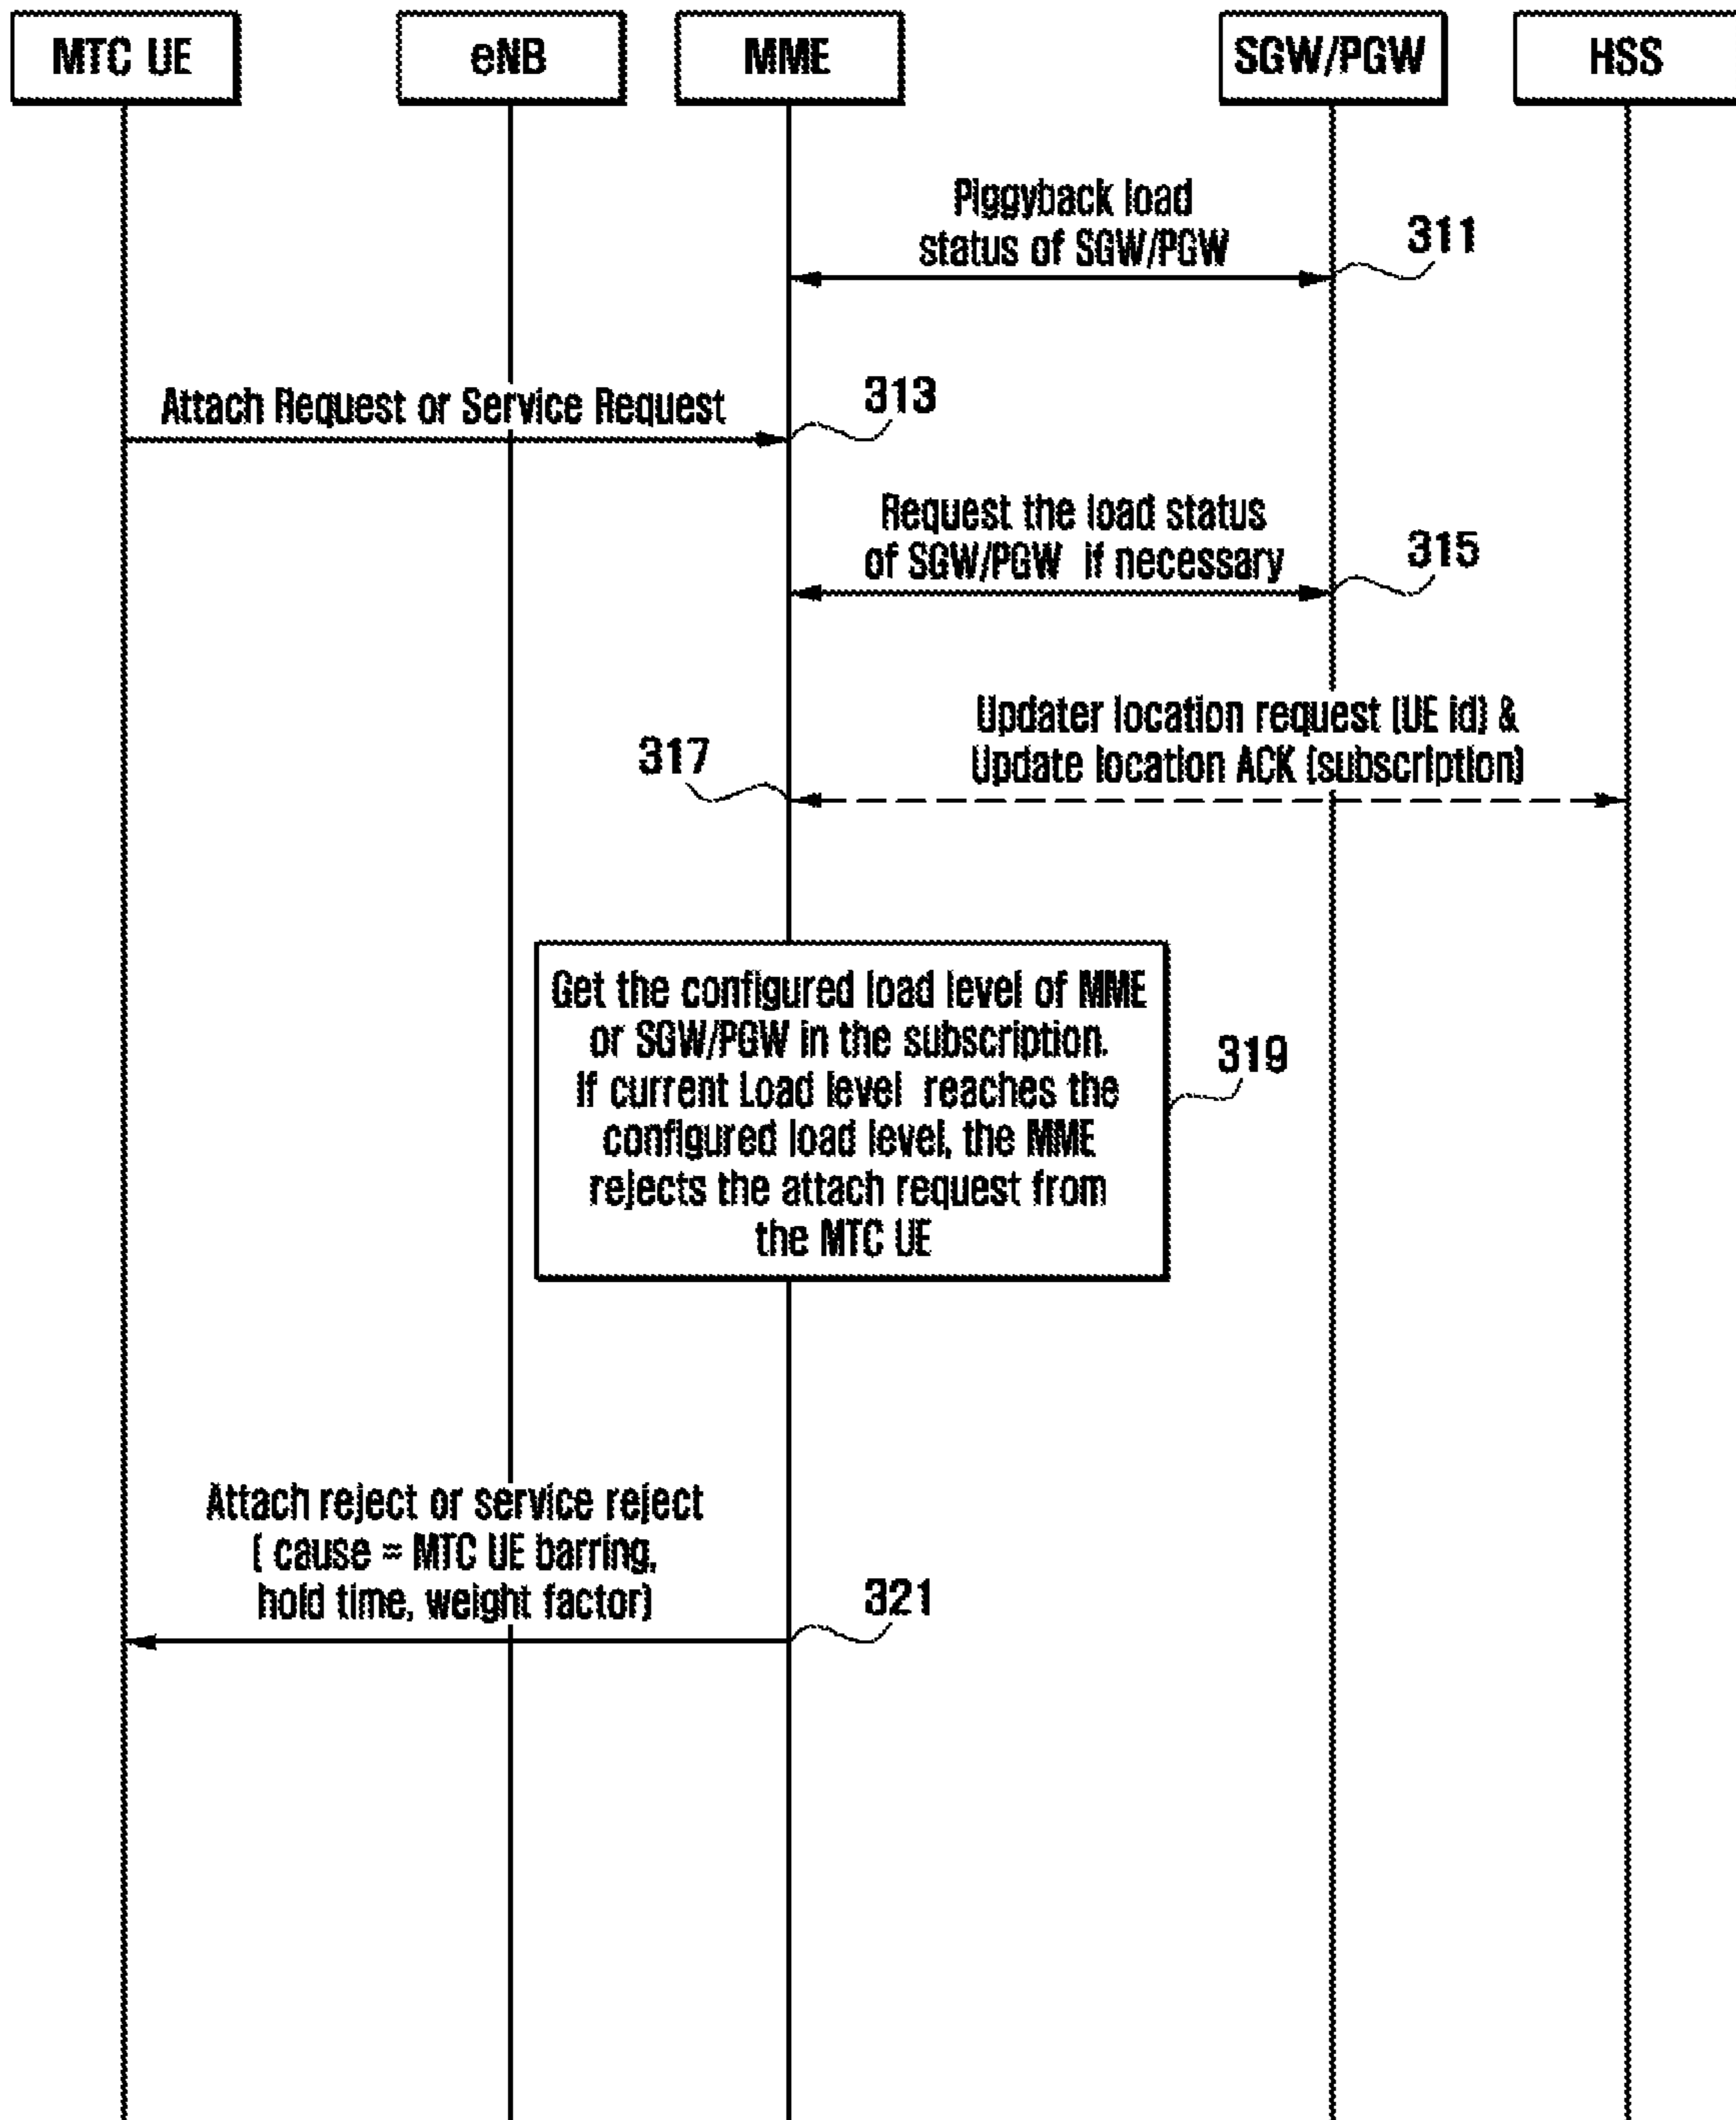 MTC UE
eNB
MME
SGW/PGW
HSS
Piggyback load
status of SGW/PGW
311
Attach Request or Service Request
313
Request the load status
of SGW/PGW if necessary
315
Updater location request (UE id) &
Update location ACK (subscription)
317
Get the configured load level of MME
or SGW/PGW in the subscription.
If current Load level reaches the
configured load level, the MME
rejects the attach request from
the MTC UE
319
Attach reject or service reject
( cause = MTC UE barring,
hold time, weight factor)
321